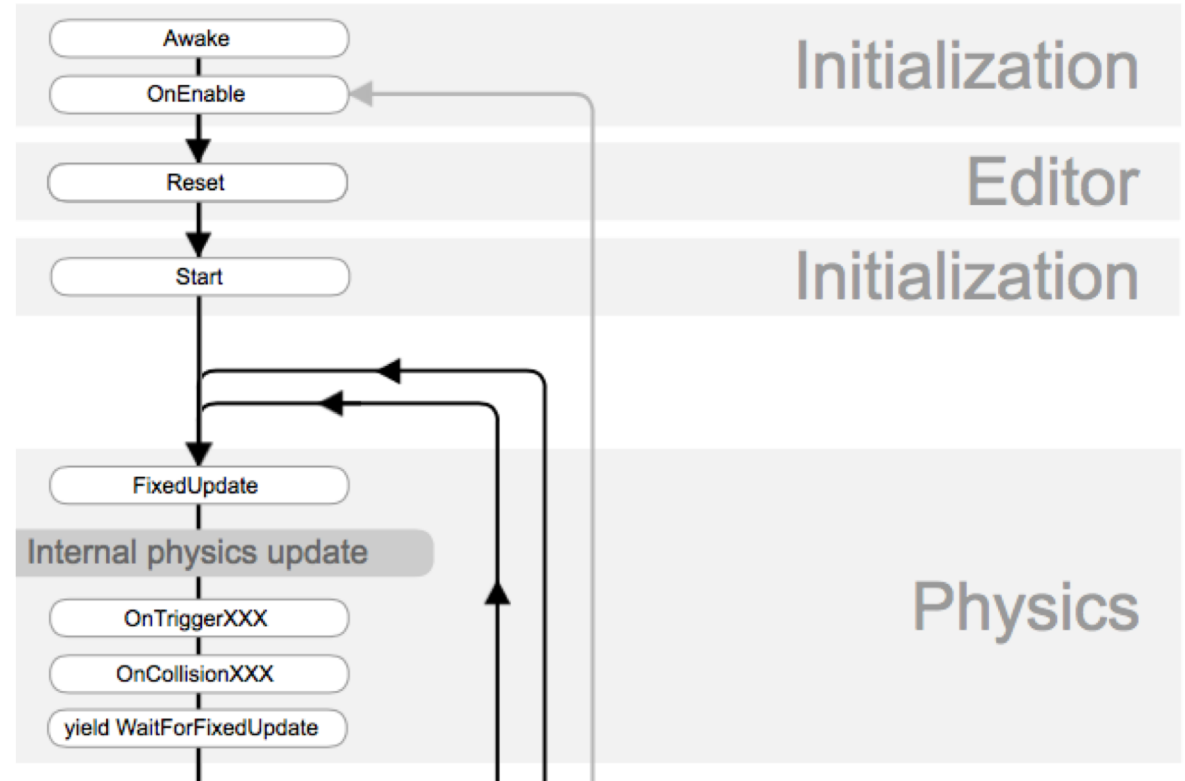 Awake
Initialization
OnEnable
Reset
Editor
Start
Initialization
FixedUpdate
Internal physics update
OnTriggerXXX
Physics
OnCollisionXXX
yield WaitForFixedUpdate